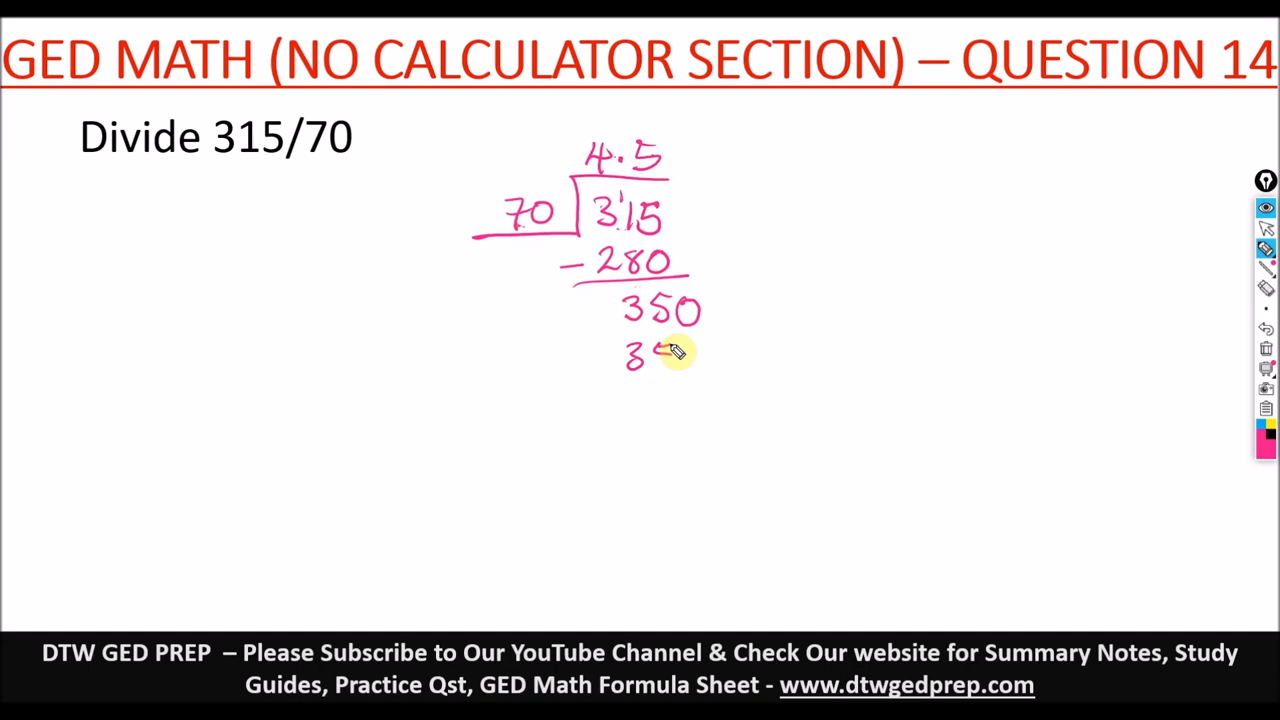 GED MATH (NO CALCULATOR SECTION) – QUESTION 14
Divide 315/70
4.5
70 315
- 280
350
3
DTW GED PREP – Please Subscribe to Our YouTube Channel & Check Our website for Summary Notes, Study
Guides, Practice Qst, GED Math Formula Sheet - www.dtwgedprep.com